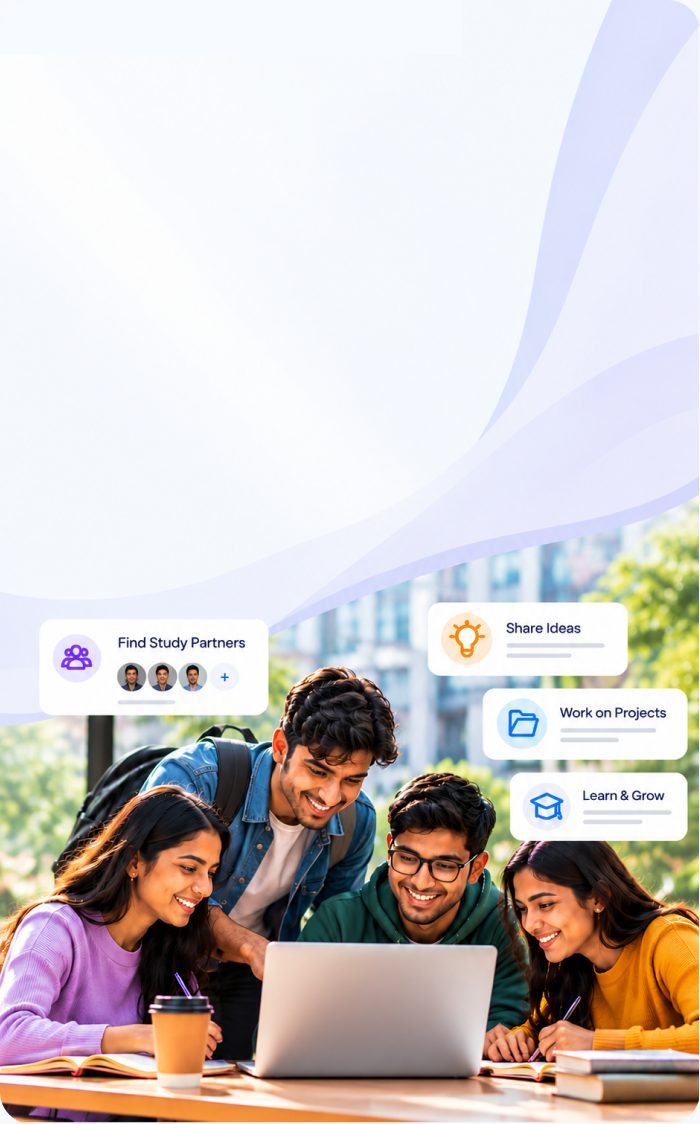 Find Study Partners
+
Share Ideas
Work on Projects
Learn & Grow